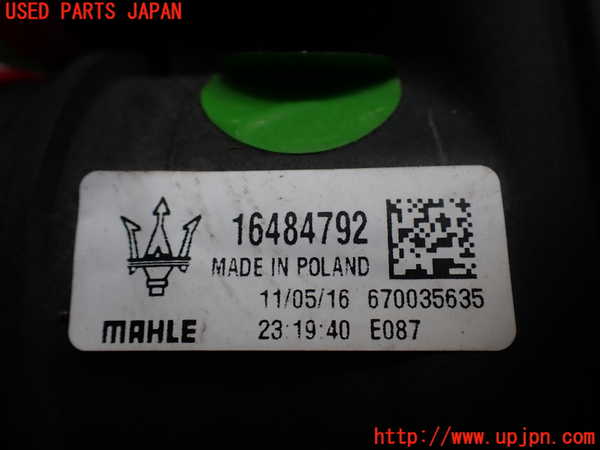 USED PARTS JAPAN
16484792
MADE IN POLAND
11/05/16 670035635
MAHLE 23:19:40 E087
http://www.upjpn.com/